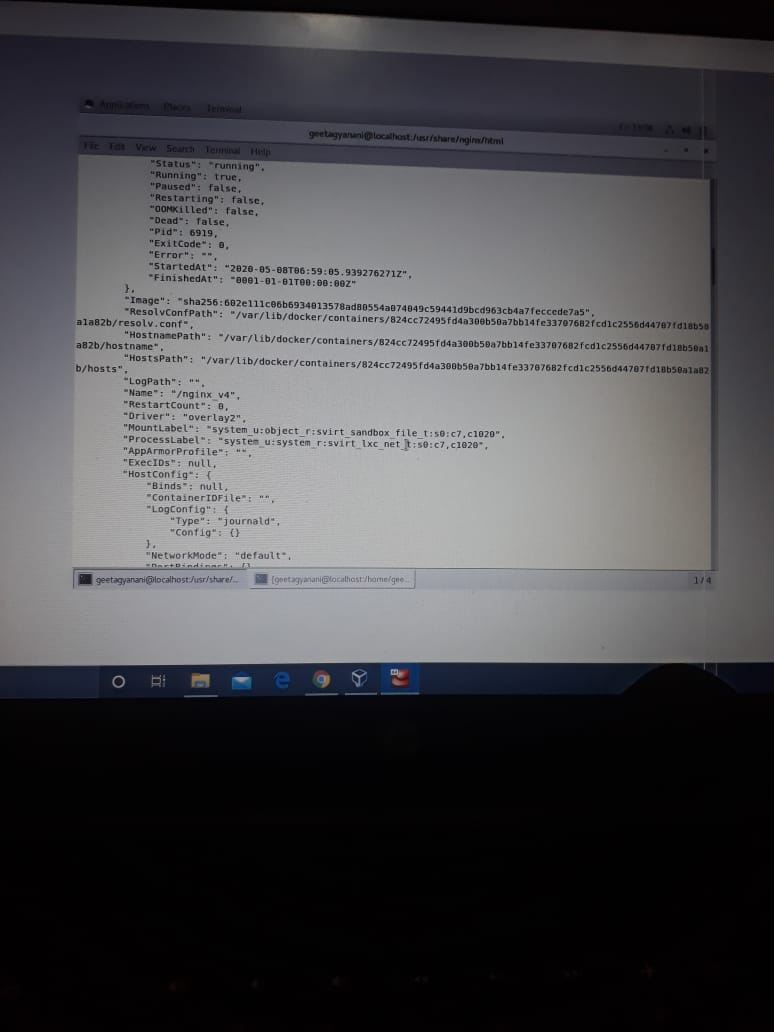 Applications Places Terminal
geetagyanani@localhost:/usr/share/nginx/html
File Edit View Search Terminal Help
"Status": "running",
"Running": true,
"Paused": false,
"Restarting": false,
"OOMKilled": false,
"Dead": false,
"Pid": 6919,
"ExitCode": 0,
"Error": "",
"StartedAt": "2020-05-08T06:59:05.939276271Z",
"FinishedAt": "0001-01-01T00:00:00Z"
},
"Image": "sha256:602e111c06b6934013578ad80554a074049c59441d9bcd963cb4a7feccede7a5",
"ResolvConfPath": "/var/lib/docker/containers/824cc72495fd4a300b50a7bb14fe33707682fcd1c2556d44707fd18b50
a1a82b/resolv.conf",
"HostnamePath": "/var/lib/docker/containers/824cc72495fd4a300b50a7bb14fe33707682fcd1c2556d44707fd18b50a1
a82b/hostname",
"HostsPath": "/var/lib/docker/containers/824cc72495fd4a300b50a7bb14fe33707682fcd1c2556d44707fd18b50a1a82
b/hosts",
"LogPath": "",
"Name": "/nginx_v4",
"RestartCount": 0,
"Driver": "overlay2",
"MountLabel": "system_u:object_r:svirt_sandbox_file_t:s0:c7,c1020",
"ProcessLabel": "system_u:system_r:svirt_lxc_net_t:s0:c7,c1020",
"AppArmorProfile": "",
"ExecIDs": null,
"HostConfig": {
"Binds": null,
"ContainerIDFile": "",
"LogConfig": {
"Type": "journald",
"Config": {}
},
"NetworkMode": "default",
"PortBindings": {}
geetagyanani@localhost:/usr/share/... [geetagyanani@localhost:/home/gee... 1/4